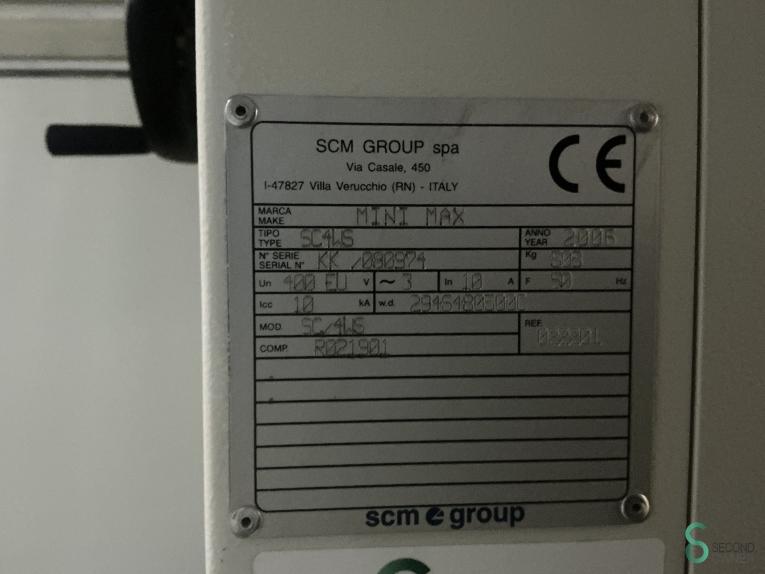 SCM GROUP spa
Via Casale, 450
I-47827 Villa Verucchio (RN) - ITALY
CE
MARCA MINI MAX
MAKE
TIPO SC4WS ANNO 2006
TYPE YEAR
N° SERIE KK /080974 Kg
SERIAL N°
Un 400 EU V ~ 3 In 10 A F 50 Hz
Icc 10 kA w.d.
MOD. SC/4WS REF.
COMP. R021901
scm group
SECOND